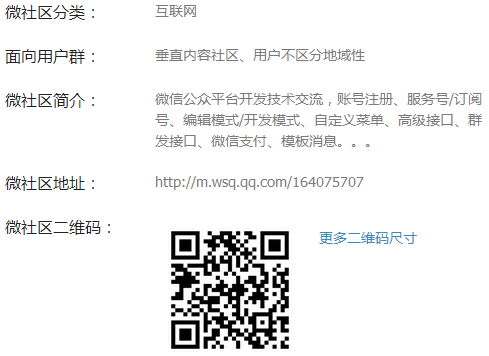 微社区分类： 互联网
面向用户群： 垂直内容社区、用户不区分地域性
微社区简介： 微信公众平台开发技术交流，账号注册、服务号/订阅
号、编辑模式/开发模式、自定义菜单、高级接口、群
发接口、微信支付、模板消息。。。
微社区地址： http://m.wsq.qq.com/164075707
微社区二维码： 更多二维码尺寸